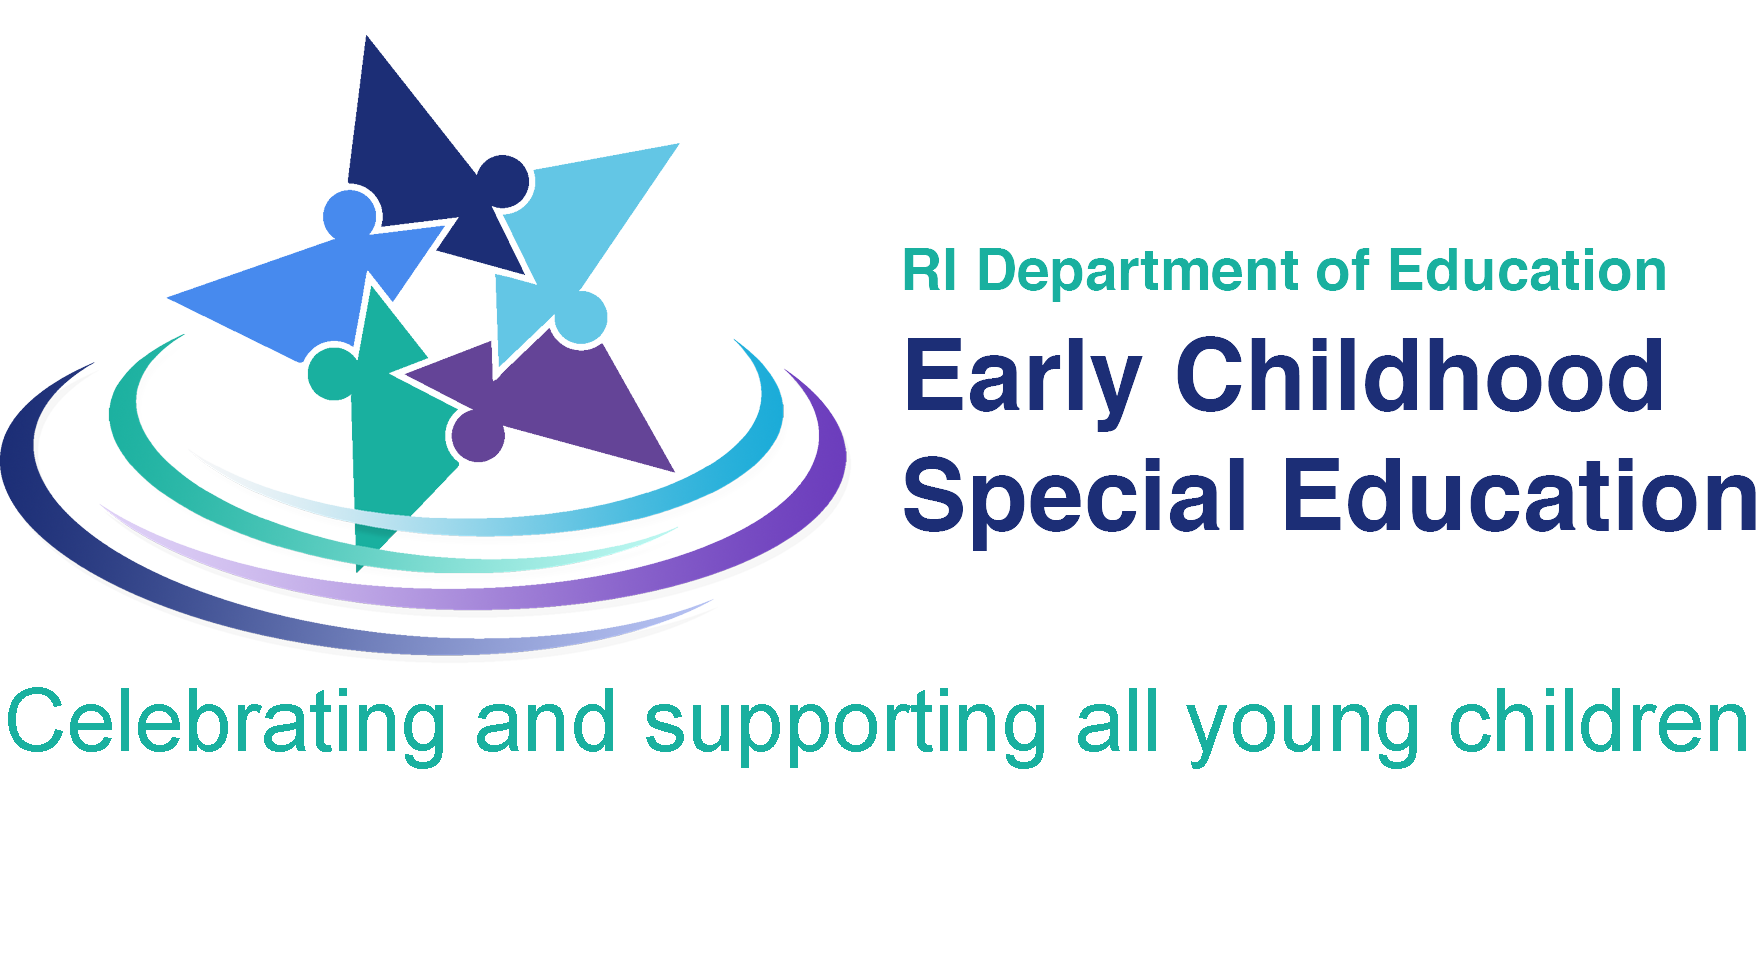 RI Department of Education
Early Childhood
Special Education
Celebrating and supporting all young children